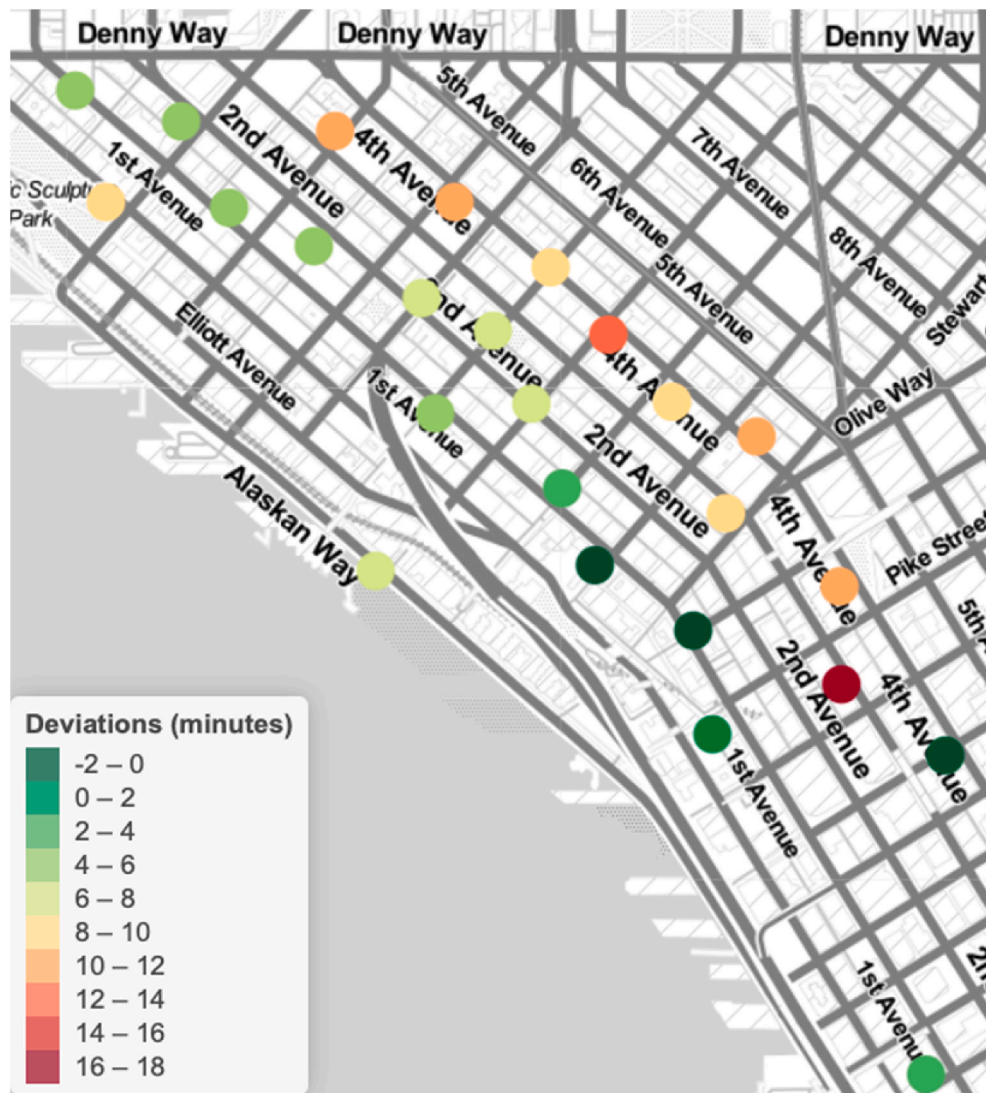 Denny Way
Denny Way
Denny Way
5th Avenue
2nd Avenue
4th Avenue
7th Avenue
1st Avenue
6th Avenue
ic Sculpt
Park
8th Avenue
5th Avenue
Stewart
Elliott Avenue
2nd Avenue
4th Avenue
1st Avenue
Olive Way
2nd Avenue
Alaskan Way
4th Avenue
Pike Street
5th A
2nd Avenue
4th Avenue
1st Avenue
1st Avenue
2n
Deviations (minutes)
-2 – 0
0 – 2
2 – 4
4 – 6
6 – 8
8 – 10
10 – 12
12 – 14
14 – 16
16 – 18